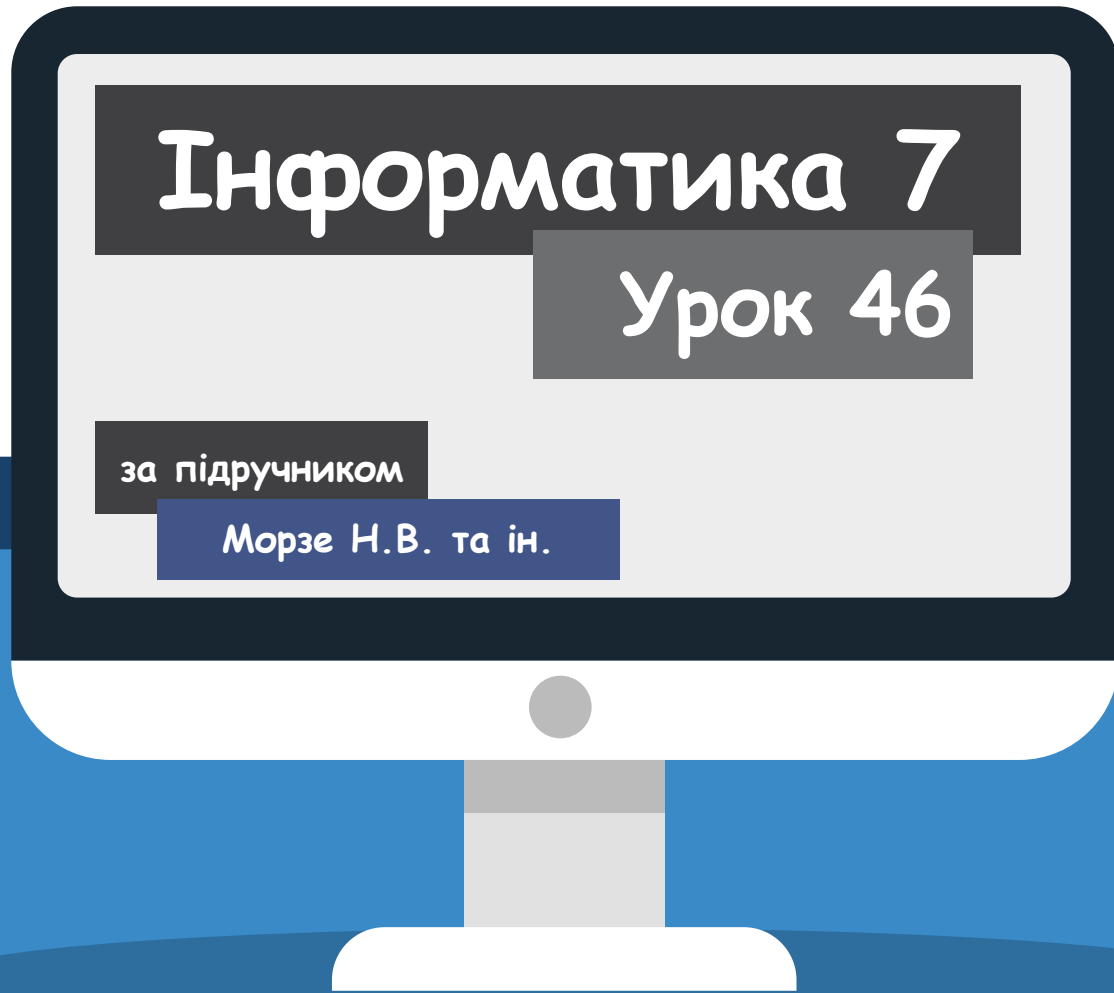 Інформатика 7
Урок 46
за підручником
Морзе Н.В. та ін.